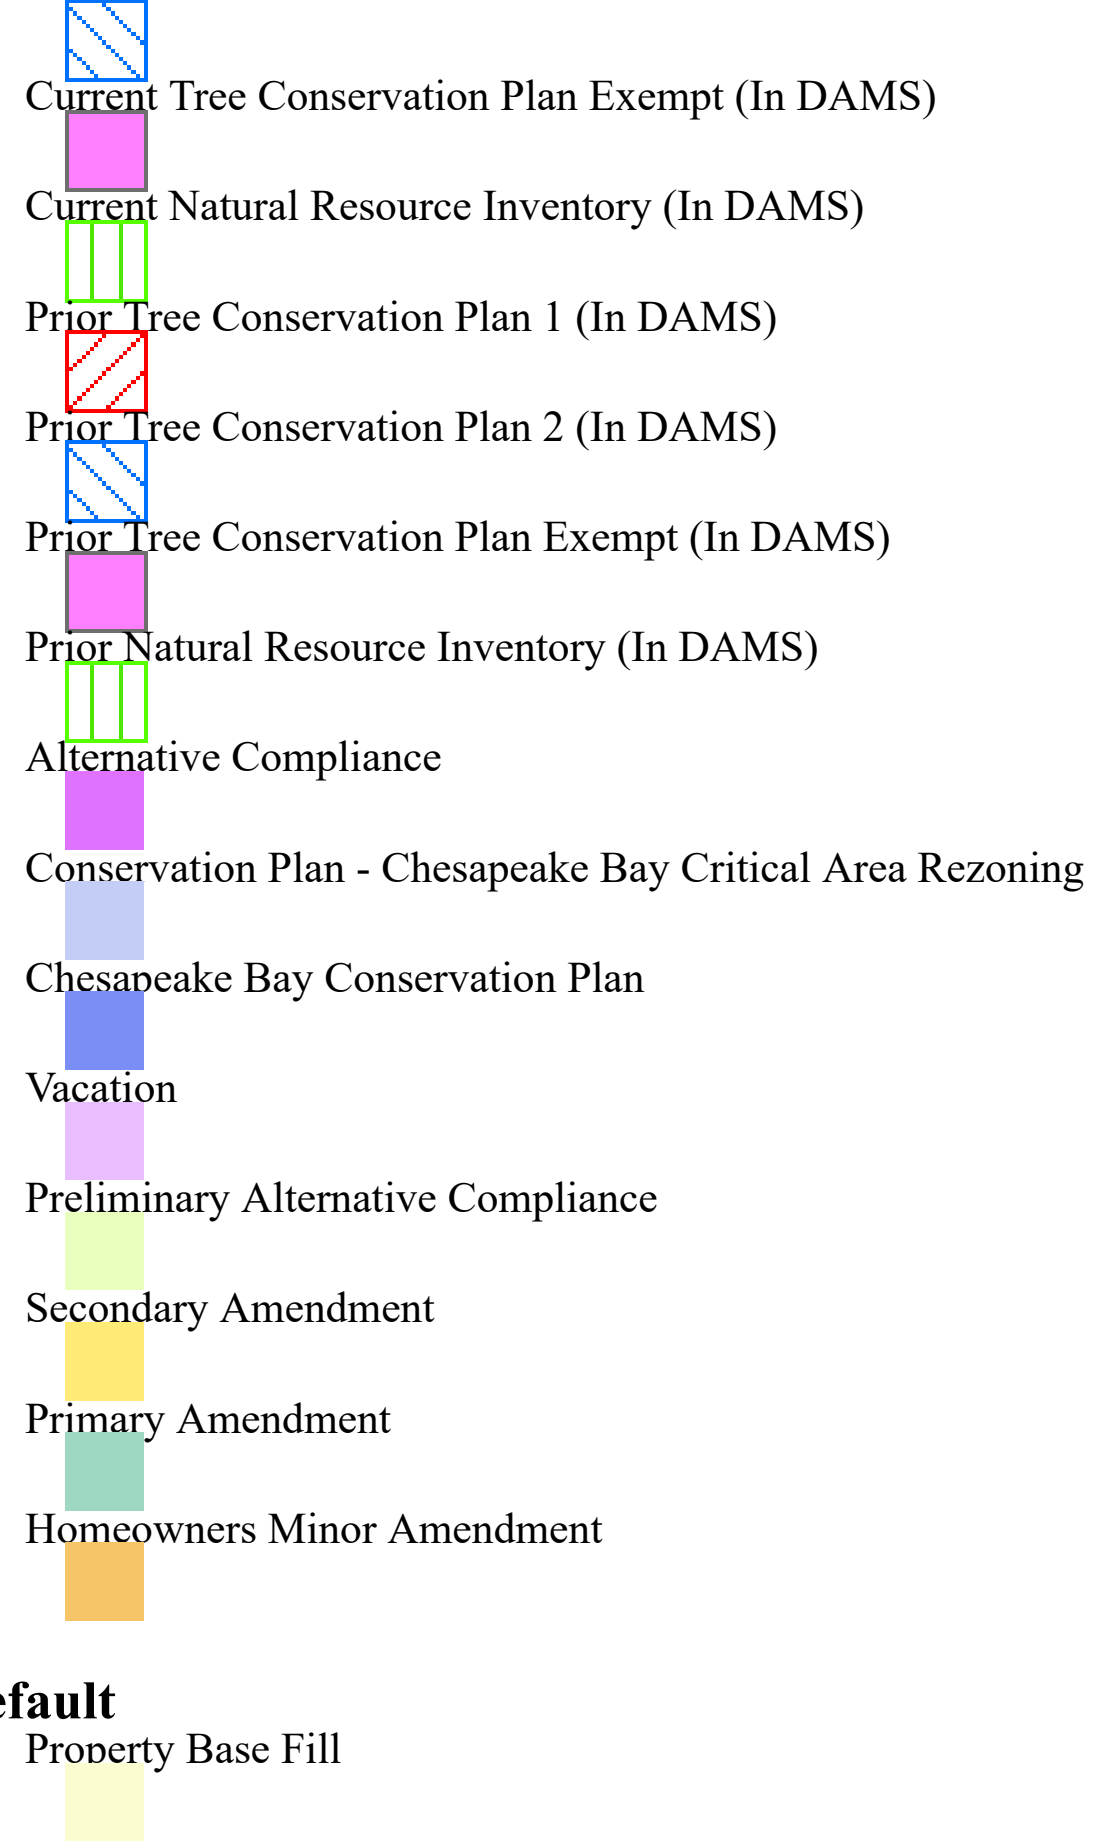 Current Tree Conservation Plan Exempt (In DAMS)
Current Natural Resource Inventory (In DAMS)
Prior Tree Conservation Plan 1 (In DAMS)
Prior Tree Conservation Plan 2 (In DAMS)
Prior Tree Conservation Plan Exempt (In DAMS)
Prior Natural Resource Inventory (In DAMS)
Alternative Compliance
Conservation Plan - Chesapeake Bay Critical Area Rezoning
Chesapeake Bay Conservation Plan
Vacation
Preliminary Alternative Compliance
Secondary Amendment
Primary Amendment
Homeowners Minor Amendment
efault
Property Base Fill